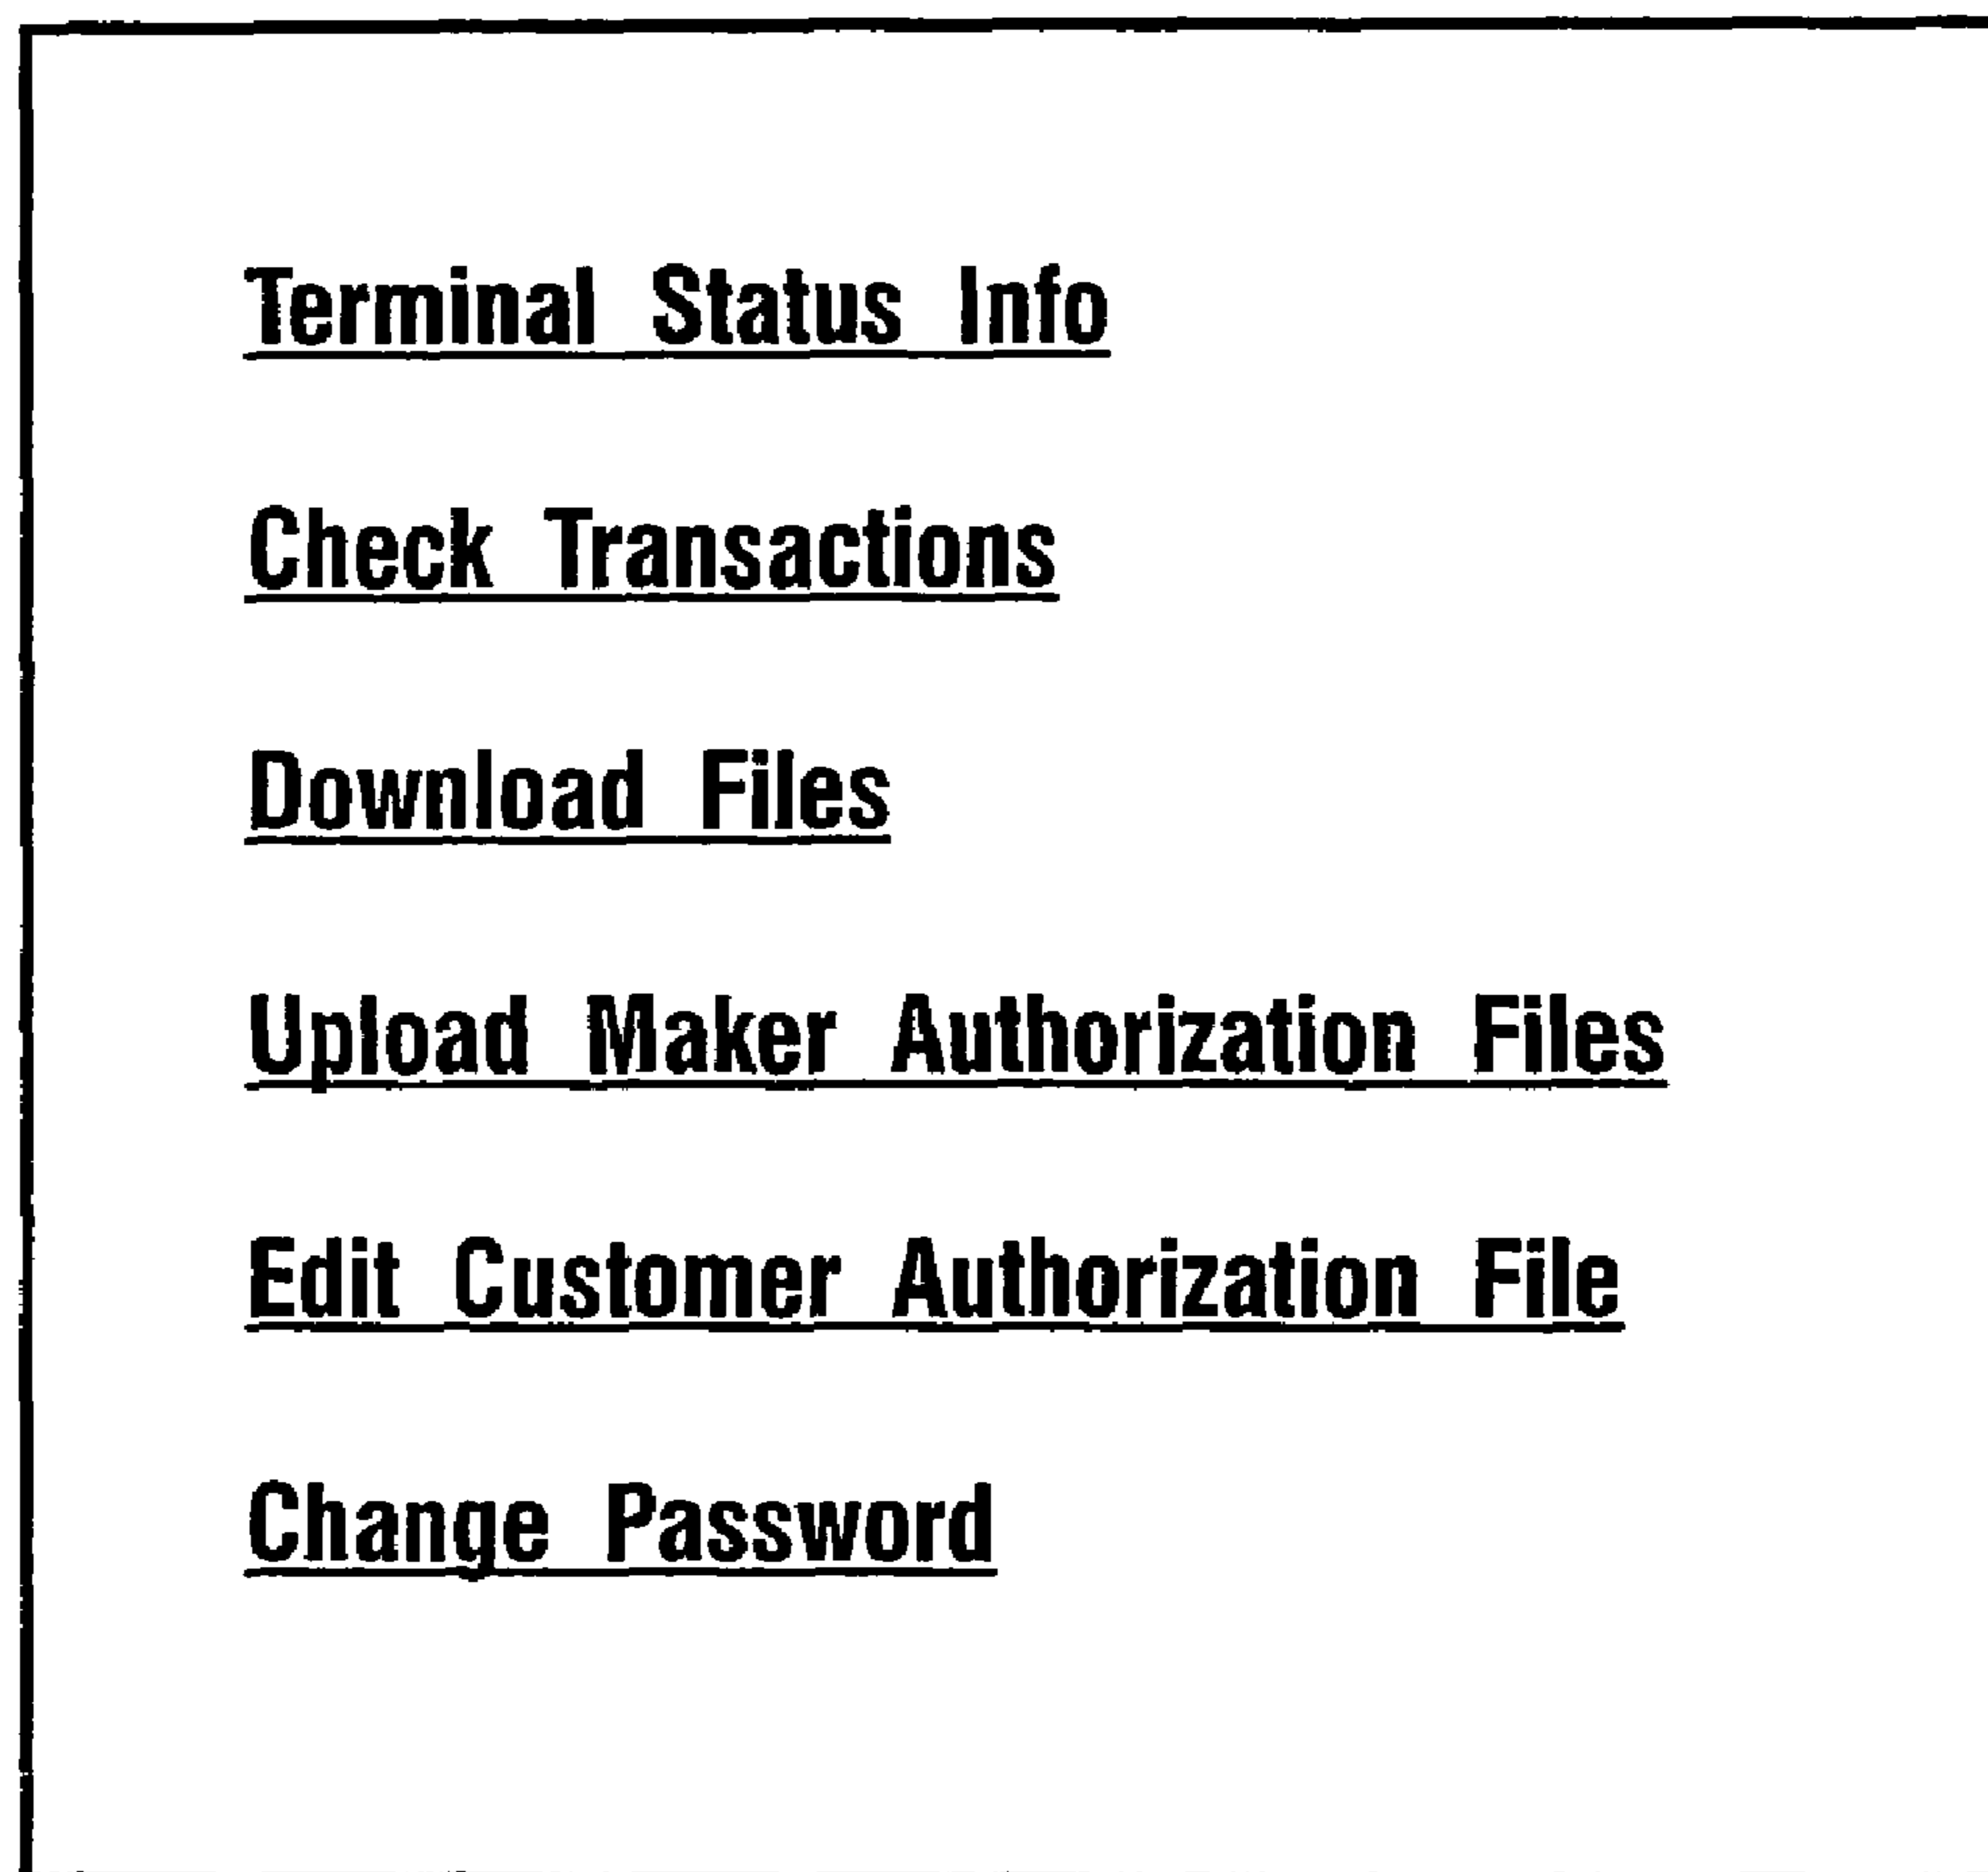 Terminal Status Info
Check Transactions
Download Files
Upload Maker Authorization Files
Edit Customer Authorization File
Change Password